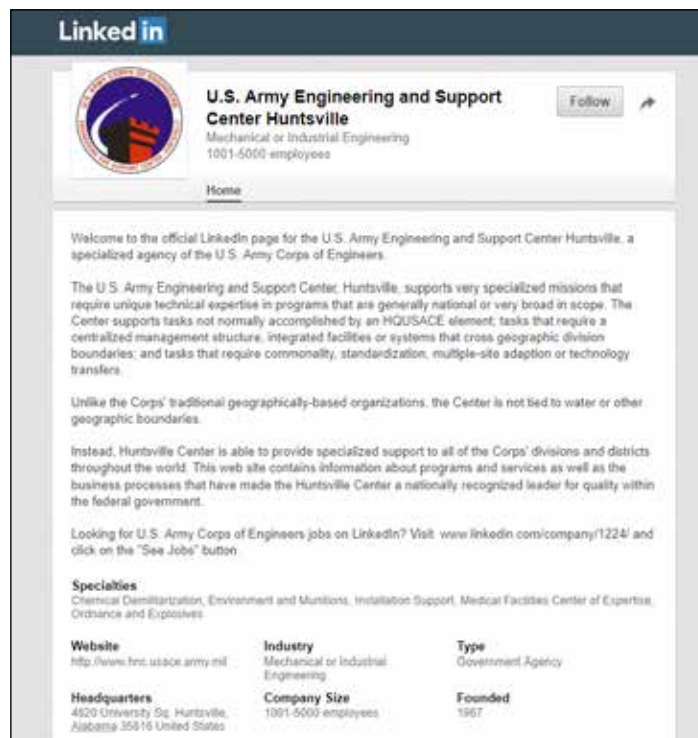 Linked in
U.S. Army Engineering and Support
Center Huntsville
Mechanical or Industrial Engineering
1001-5000 employees
Follow
Home
Welcome to the official LinkedIn page for the U.S. Army Engineering and Support Center Huntsville, a
specialized agency of the U.S. Army Corps of Engineers.
The U.S. Army Engineering and Support Center, Huntsville, supports very specialized missions that
require unique technical expertise in programs that are generally national or very broad in scope. The
Center supports tasks not normally accomplished by an HQUSACE element; tasks that require a
centralized management structure, integrated facilities or systems that cross geographic division
boundaries; and tasks that require commonality, standardization, multiple-site adaption or technology
transfers.
Unlike the Corps' traditional geographically-based organizations, the Center is not tied to water or other
geographic boundaries.
Instead, Huntsville Center is able to provide specialized support to all of the Corps' divisions and districts
throughout the world. This web site contains information about programs and services as well as the
business processes that have made the Huntsville Center a nationally recognized leader for quality within
the federal government.
Looking for U.S. Army Corps of Engineers jobs on LinkedIn? Visit www.linkedin.com/company/1224/ and
click on the "See Jobs" button
Specialties
Chemical Demilitarization, Environment and Munitions, Installation Support, Medical Facilities Center of Expertise,
Ordnance and Explosives
Website
http://www.hnc.usace.army.mil
Industry
Mechanical or Industrial
Engineering
Type
Government Agency
Headquarters
4820 University Sq. Huntsville,
Alabama 35816 United States
Company Size
1001-5000 employees
Founded
1967